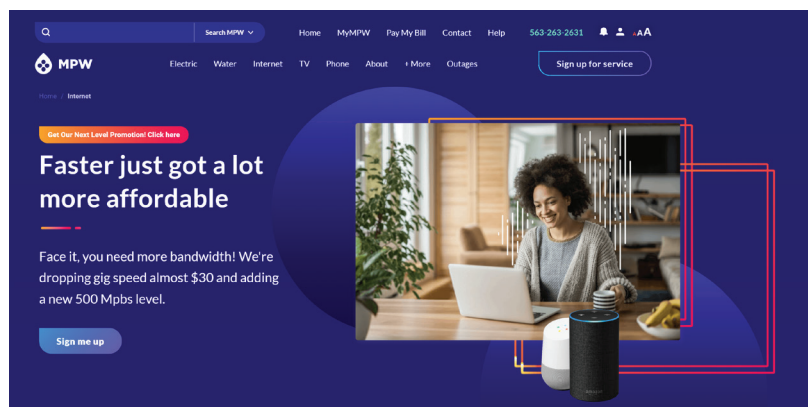 Search MPW
Home MyMPW Pay My Bill Contact Help 563-263-2631 AAA
MPW
Electric Water Internet TV Phone About + More Outages Sign up for service
Home / Internet
Get Our Next Level Promotion! Click here
Faster just got a lot
more affordable
Face it, you need more bandwidth! We're
dropping gig speed almost $30 and adding
a new 500 Mpbs level.
Sign me up
amazon